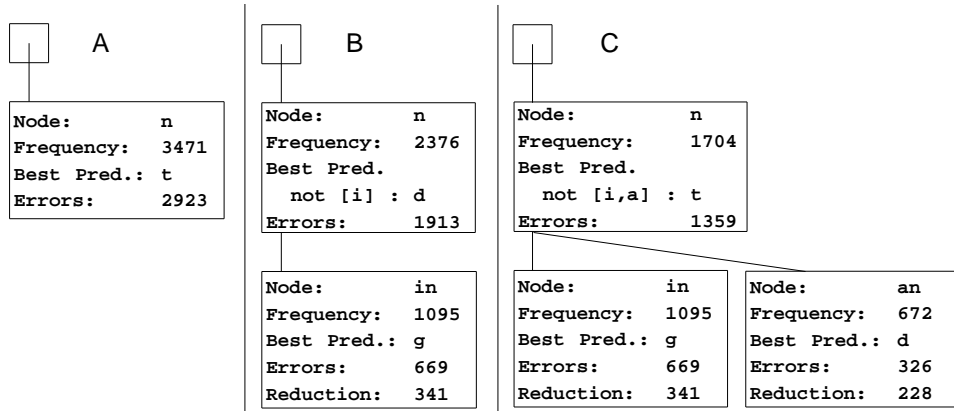 A
Node: n
Frequency: 3471
Best Pred.: t
Errors: 2923
B
Node: n
Frequency: 2376
Best Pred.
not [i] : d
Errors: 1913
Node: in
Frequency: 1095
Best Pred.: g
Errors: 669
Reduction: 341
C
Node: n
Frequency: 1704
Best Pred.
not [i,a] : t
Errors: 1359
Node: in
Frequency: 1095
Best Pred.: g
Errors: 669
Reduction: 341
Node: an
Frequency: 672
Best Pred.: d
Errors: 326
Reduction: 228